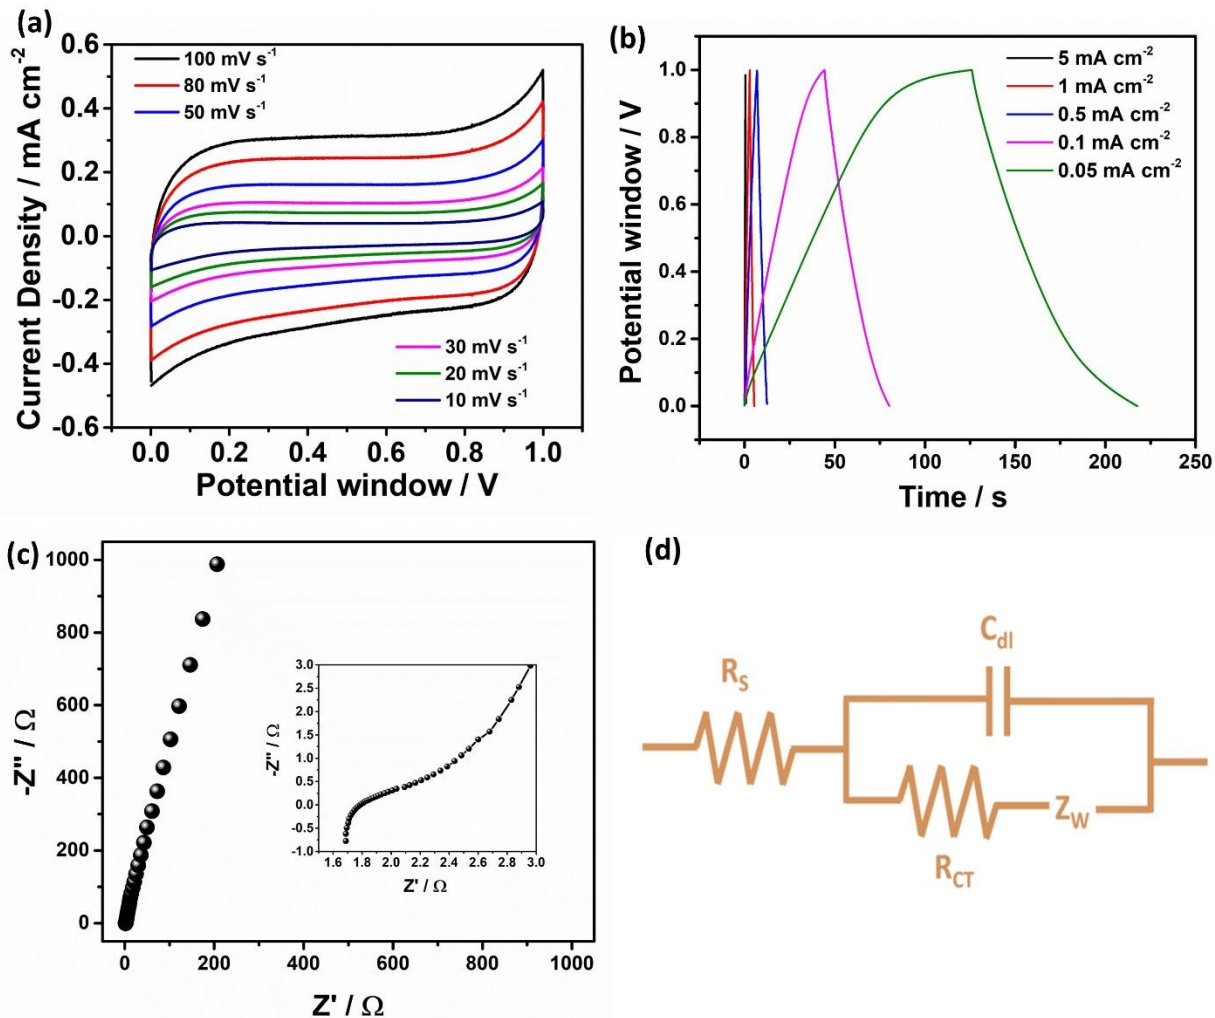 (a)
0.6
0.4
0.2
0.0
-0.2
-0.4
-0.6
Current Density / mA cm⁻²
100 mV s⁻¹
80 mV s⁻¹
50 mV s⁻¹
30 mV s⁻¹
20 mV s⁻¹
10 mV s⁻¹
0.0 0.2 0.4 0.6 0.8 1.0
Potential window / V
(b)
1.0
0.8
0.6
0.4
0.2
0.0
Potential window / V
5 mA cm⁻²
1 mA cm⁻²
0.5 mA cm⁻²
0.1 mA cm⁻²
0.05 mA cm⁻²
0 50 100 150 200 250
Time / s
(c)
1000
800
600
400
200
0
-Z'' / Ω
3.0
2.5
2.0
1.5
1.0
0.5
0.0
-0.5
-1.0
-Z'' / Ω
1.6 1.8 2.0 2.2 2.4 2.6 2.8 3.0
Z' / Ω
0 200 400 600 800 1000
Z' / Ω
(d)
C_dl
R_S
Z_W
R_CT